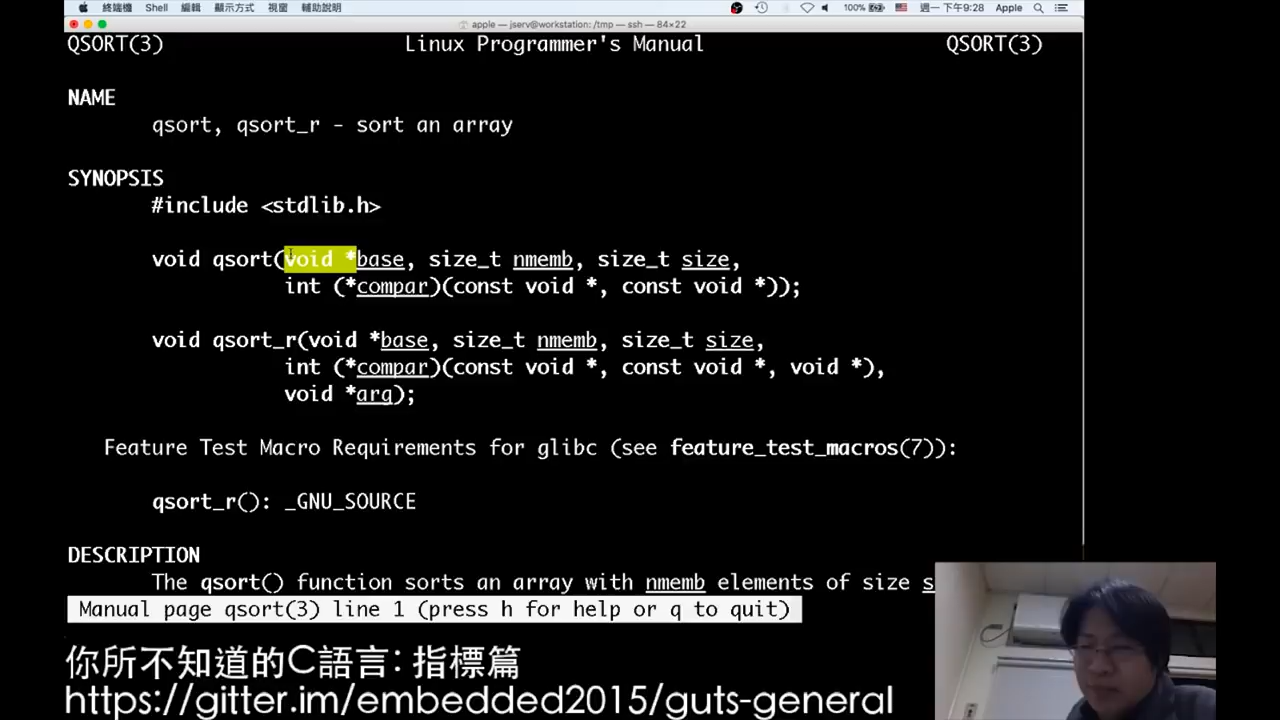 終端機 Shell 編輯 顯示方式 視窗 輔助說明 100% 週一 下午9:28 Apple
apple — jserv@workstation: /tmp — ssh — 84×22
QSORT(3) Linux Programmer's Manual QSORT(3)
NAME
qsort, qsort_r - sort an array
SYNOPSIS
#include <stdlib.h>
void qsort(void *base, size_t nmemb, size_t size,
int (*compar)(const void *, const void *));
void qsort_r(void *base, size_t nmemb, size_t size,
int (*compar)(const void *, const void *, void *),
void *arg);
Feature Test Macro Requirements for glibc (see feature_test_macros(7)):
qsort_r(): _GNU_SOURCE
DESCRIPTION
The qsort() function sorts an array with nmemb elements of size s
Manual page qsort(3) line 1 (press h for help or q to quit)
你所不知道的C語言: 指標篇
https://gitter.im/embedded2015/guts-general